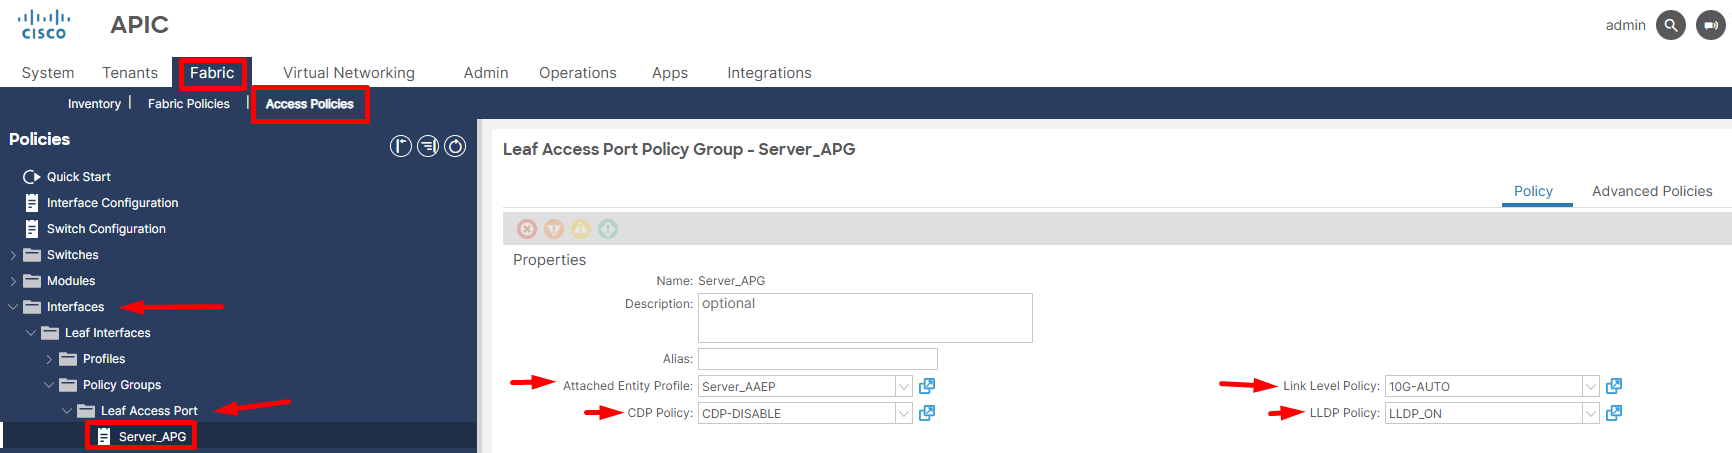 CISCO
APIC
admin
System Tenants Fabric Virtual Networking Admin Operations Apps Integrations
Inventory | Fabric Policies | Access Policies
Policies
Quick Start
Interface Configuration
Switch Configuration
Switches
Modules
Interfaces
Leaf Interfaces
Profiles
Policy Groups
Leaf Access Port
Server_APG
Leaf Access Port Policy Group - Server_APG
Policy Advanced Policies
Properties
Name: Server_APG
Description: optional
Alias:
Attached Entity Profile: Server_AAEP Link Level Policy: 10G-AUTO
CDP Policy: CDP-DISABLE LLDP Policy: LLDP_ON